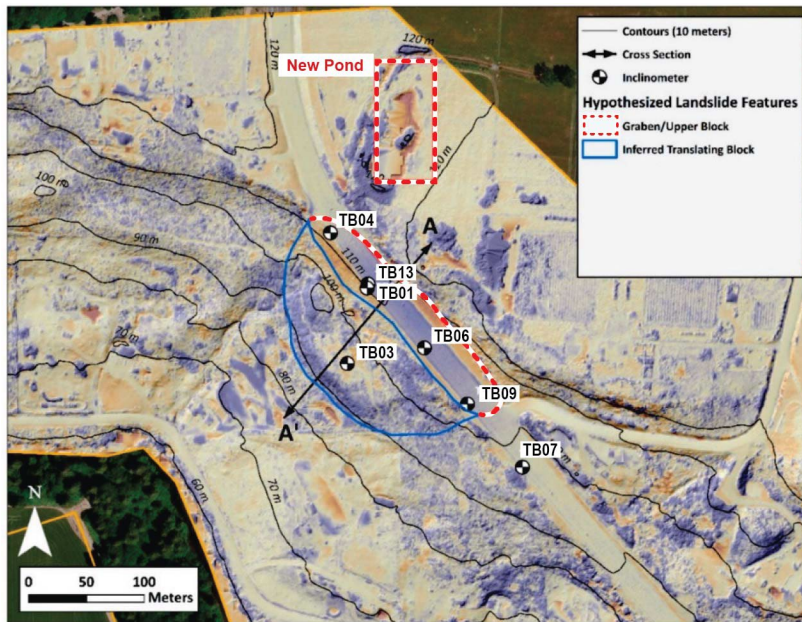 120 m
120 m
New Pond
120 m
100 m
90 m
TB04
A
110 m
TB13
TB01
100 m
TB06
TB03
70 m
80 m
TB09
A'
TB07
60 m
70 m
N
0 50 100
Meters
Contours (10 meters)
Cross Section
Inclinometer
Hypothesized Landslide Features
Graben/Upper Block
Inferred Translating Block